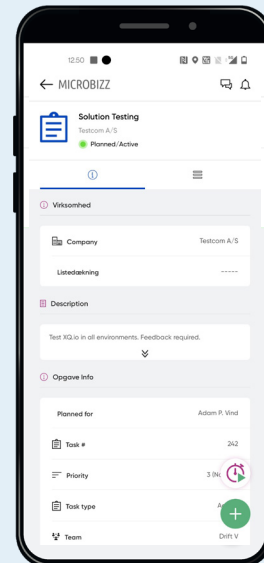 12:50
MICROBIZZ
Solution Testing
Testcom A/S
Planned/Active
Virksomhed
Company Testcom A/S
Listedækning -----
Description
Test XQ.io in all environments. Feedback required.
Opgave Info
Planned for Adam P. Vind
Task # 242
Priority 3 (No
Task type A
Team Drift V